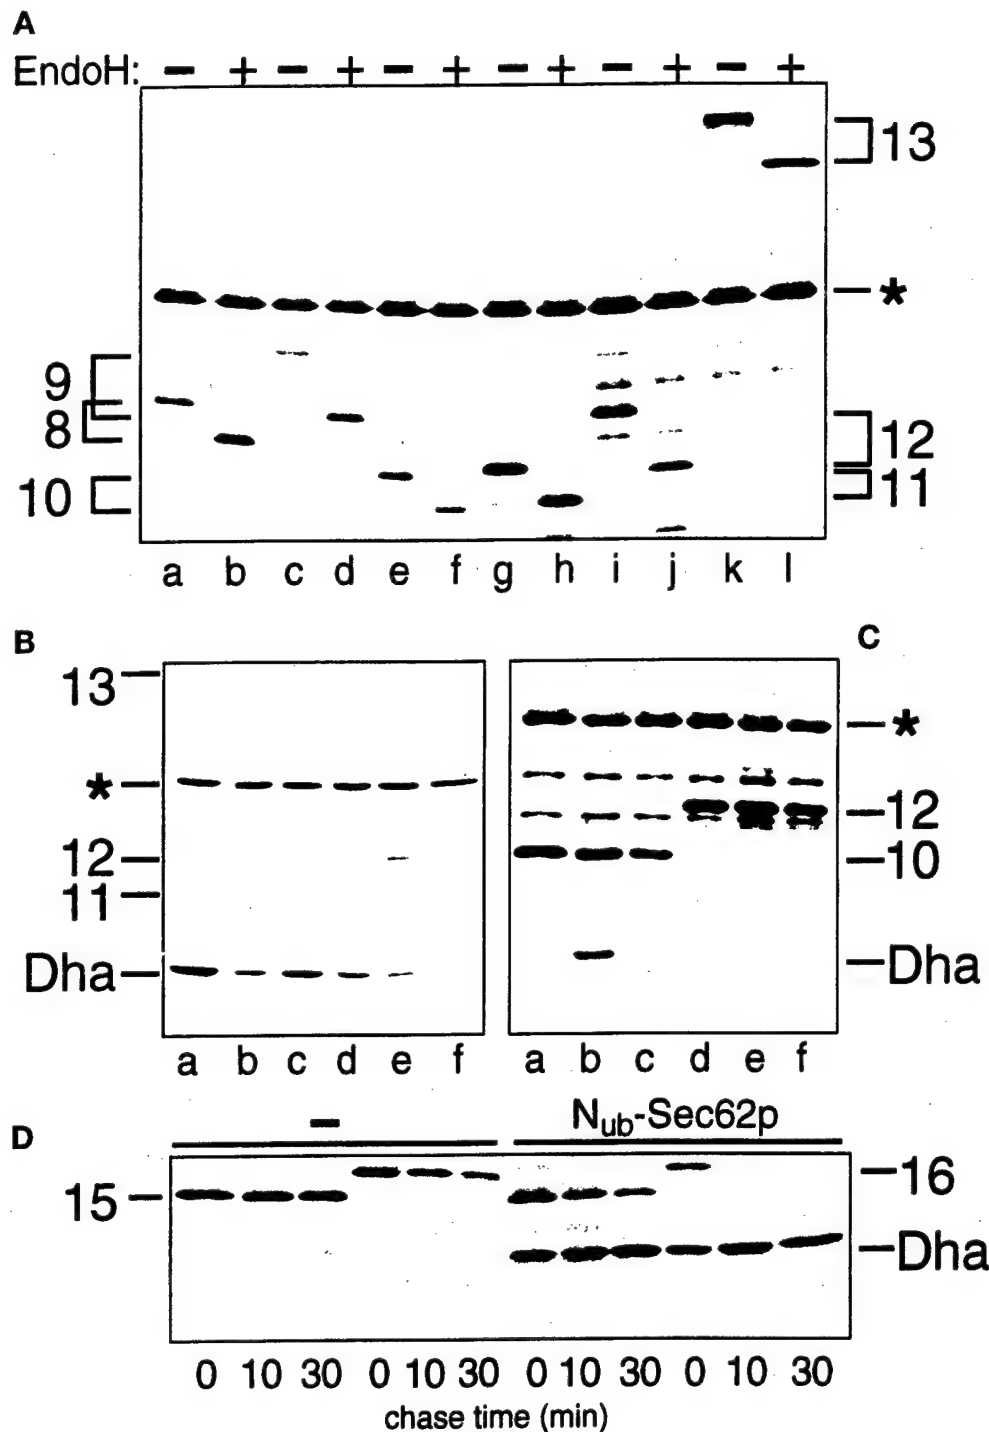 A
EndoH: − + − + − + − + − + − +
13
*
9
8
12
10
11
a b c d e f g h i j k l
B
C
13
*
*
12
12
10
11
Dha
Dha
a b c d e f
a b c d e f
D
−
Nub-Sec62p
15
16
Dha
0 10 30 0 10 30 0 10 30 0 10 30
chase time (min)